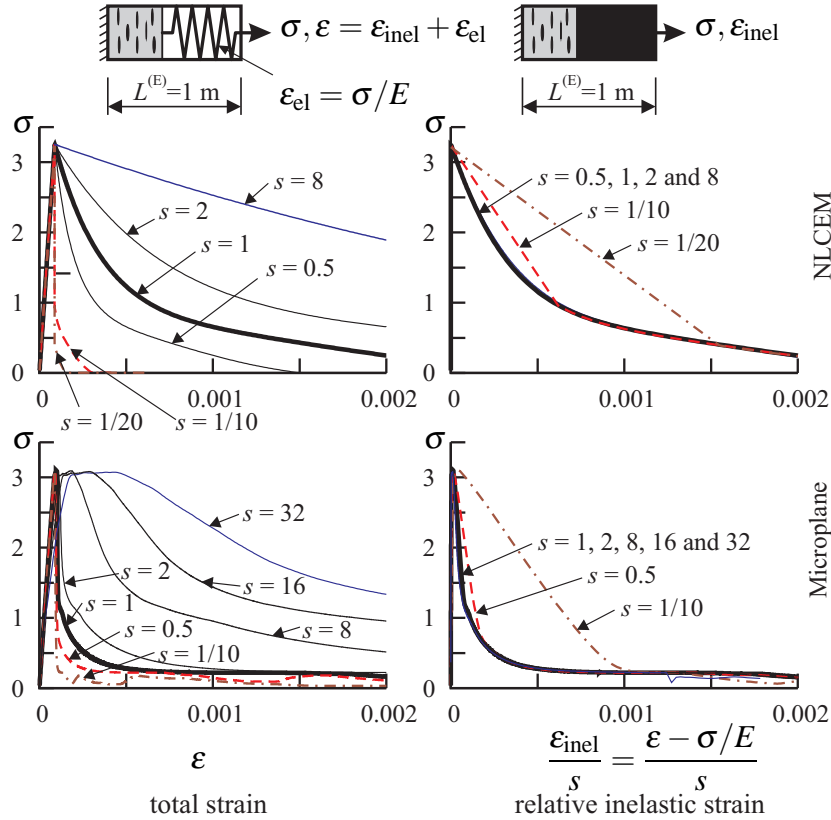 σ, ε = ε_inel + ε_el
L^(E)=1 m
ε_el = σ/E
σ, ε_inel
L^(E)=1 m
σ
3
2
1
0
0
0.001
0.002
s = 8
s = 2
s = 1
s = 0.5
s = 1/20
s = 1/10
σ
3
2
1
0
0
0.001
0.002
s = 0.5, 1, 2 and 8
s = 1/10
s = 1/20
NLCEM
σ
3
2
1
0
0
0.001
0.002
s = 32
s = 2
s = 16
s = 1
s = 0.5
s = 8
s = 1/10
ε
total strain
σ
3
2
1
0
0
0.001
0.002
s = 1, 2, 8, 16 and 32
s = 0.5
s = 1/10
Microplane
ε_inel/s = (ε − σ/E)/s
relative inelastic strain